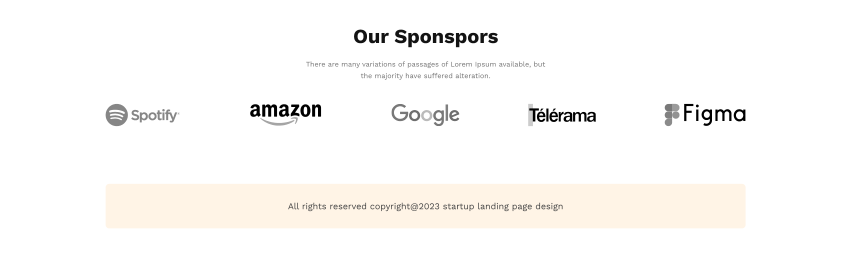 Our Sponspors
There are many variations of passages of Lorem Ipsum available, but
the majority have suffered alteration.
Spotify amazon Google Télérama Figma
All rights reserved copyright@2023 startup landing page design